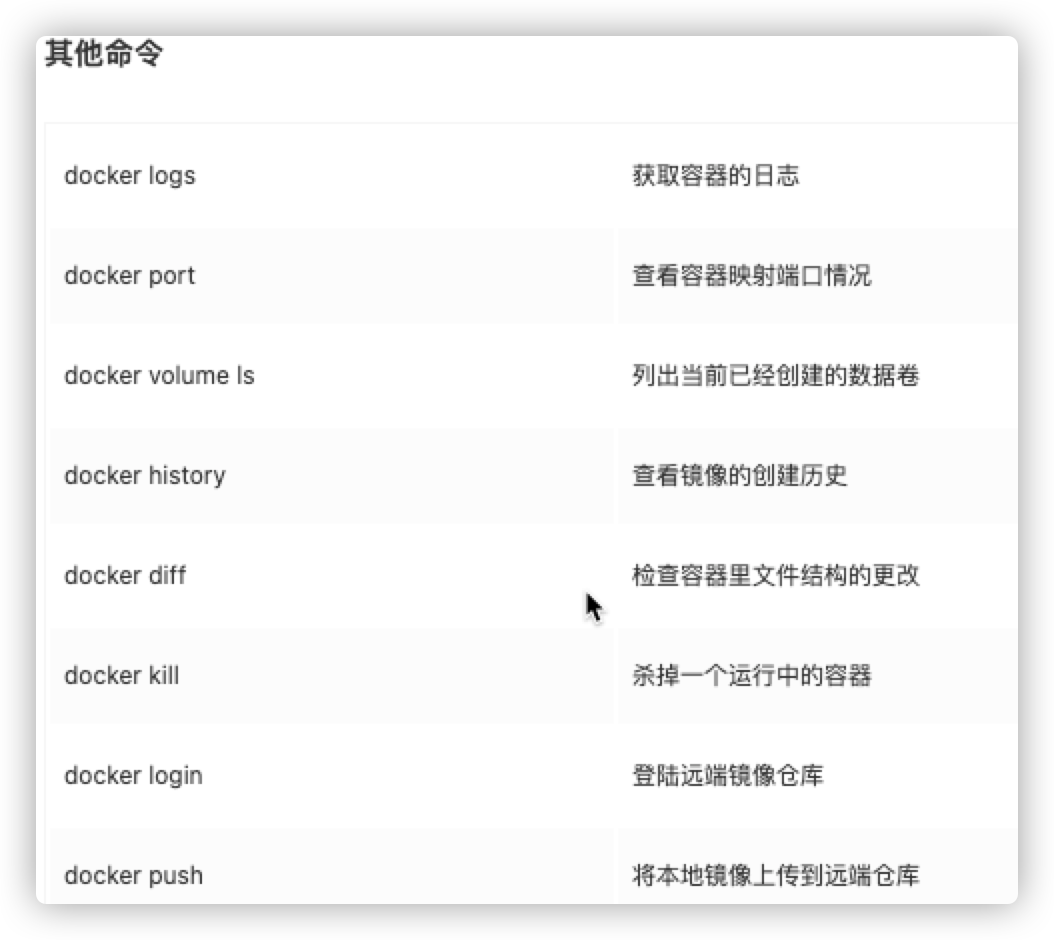 其他命令
docker logs 获取容器的日志
docker port 查看容器映射端口情况
docker volume ls 列出当前已经创建的数据卷
docker history 查看镜像的创建历史
docker diff 检查容器里文件结构的更改
docker kill 杀掉一个运行中的容器
docker login 登陆远端镜像仓库
docker push 将本地镜像上传到远端仓库